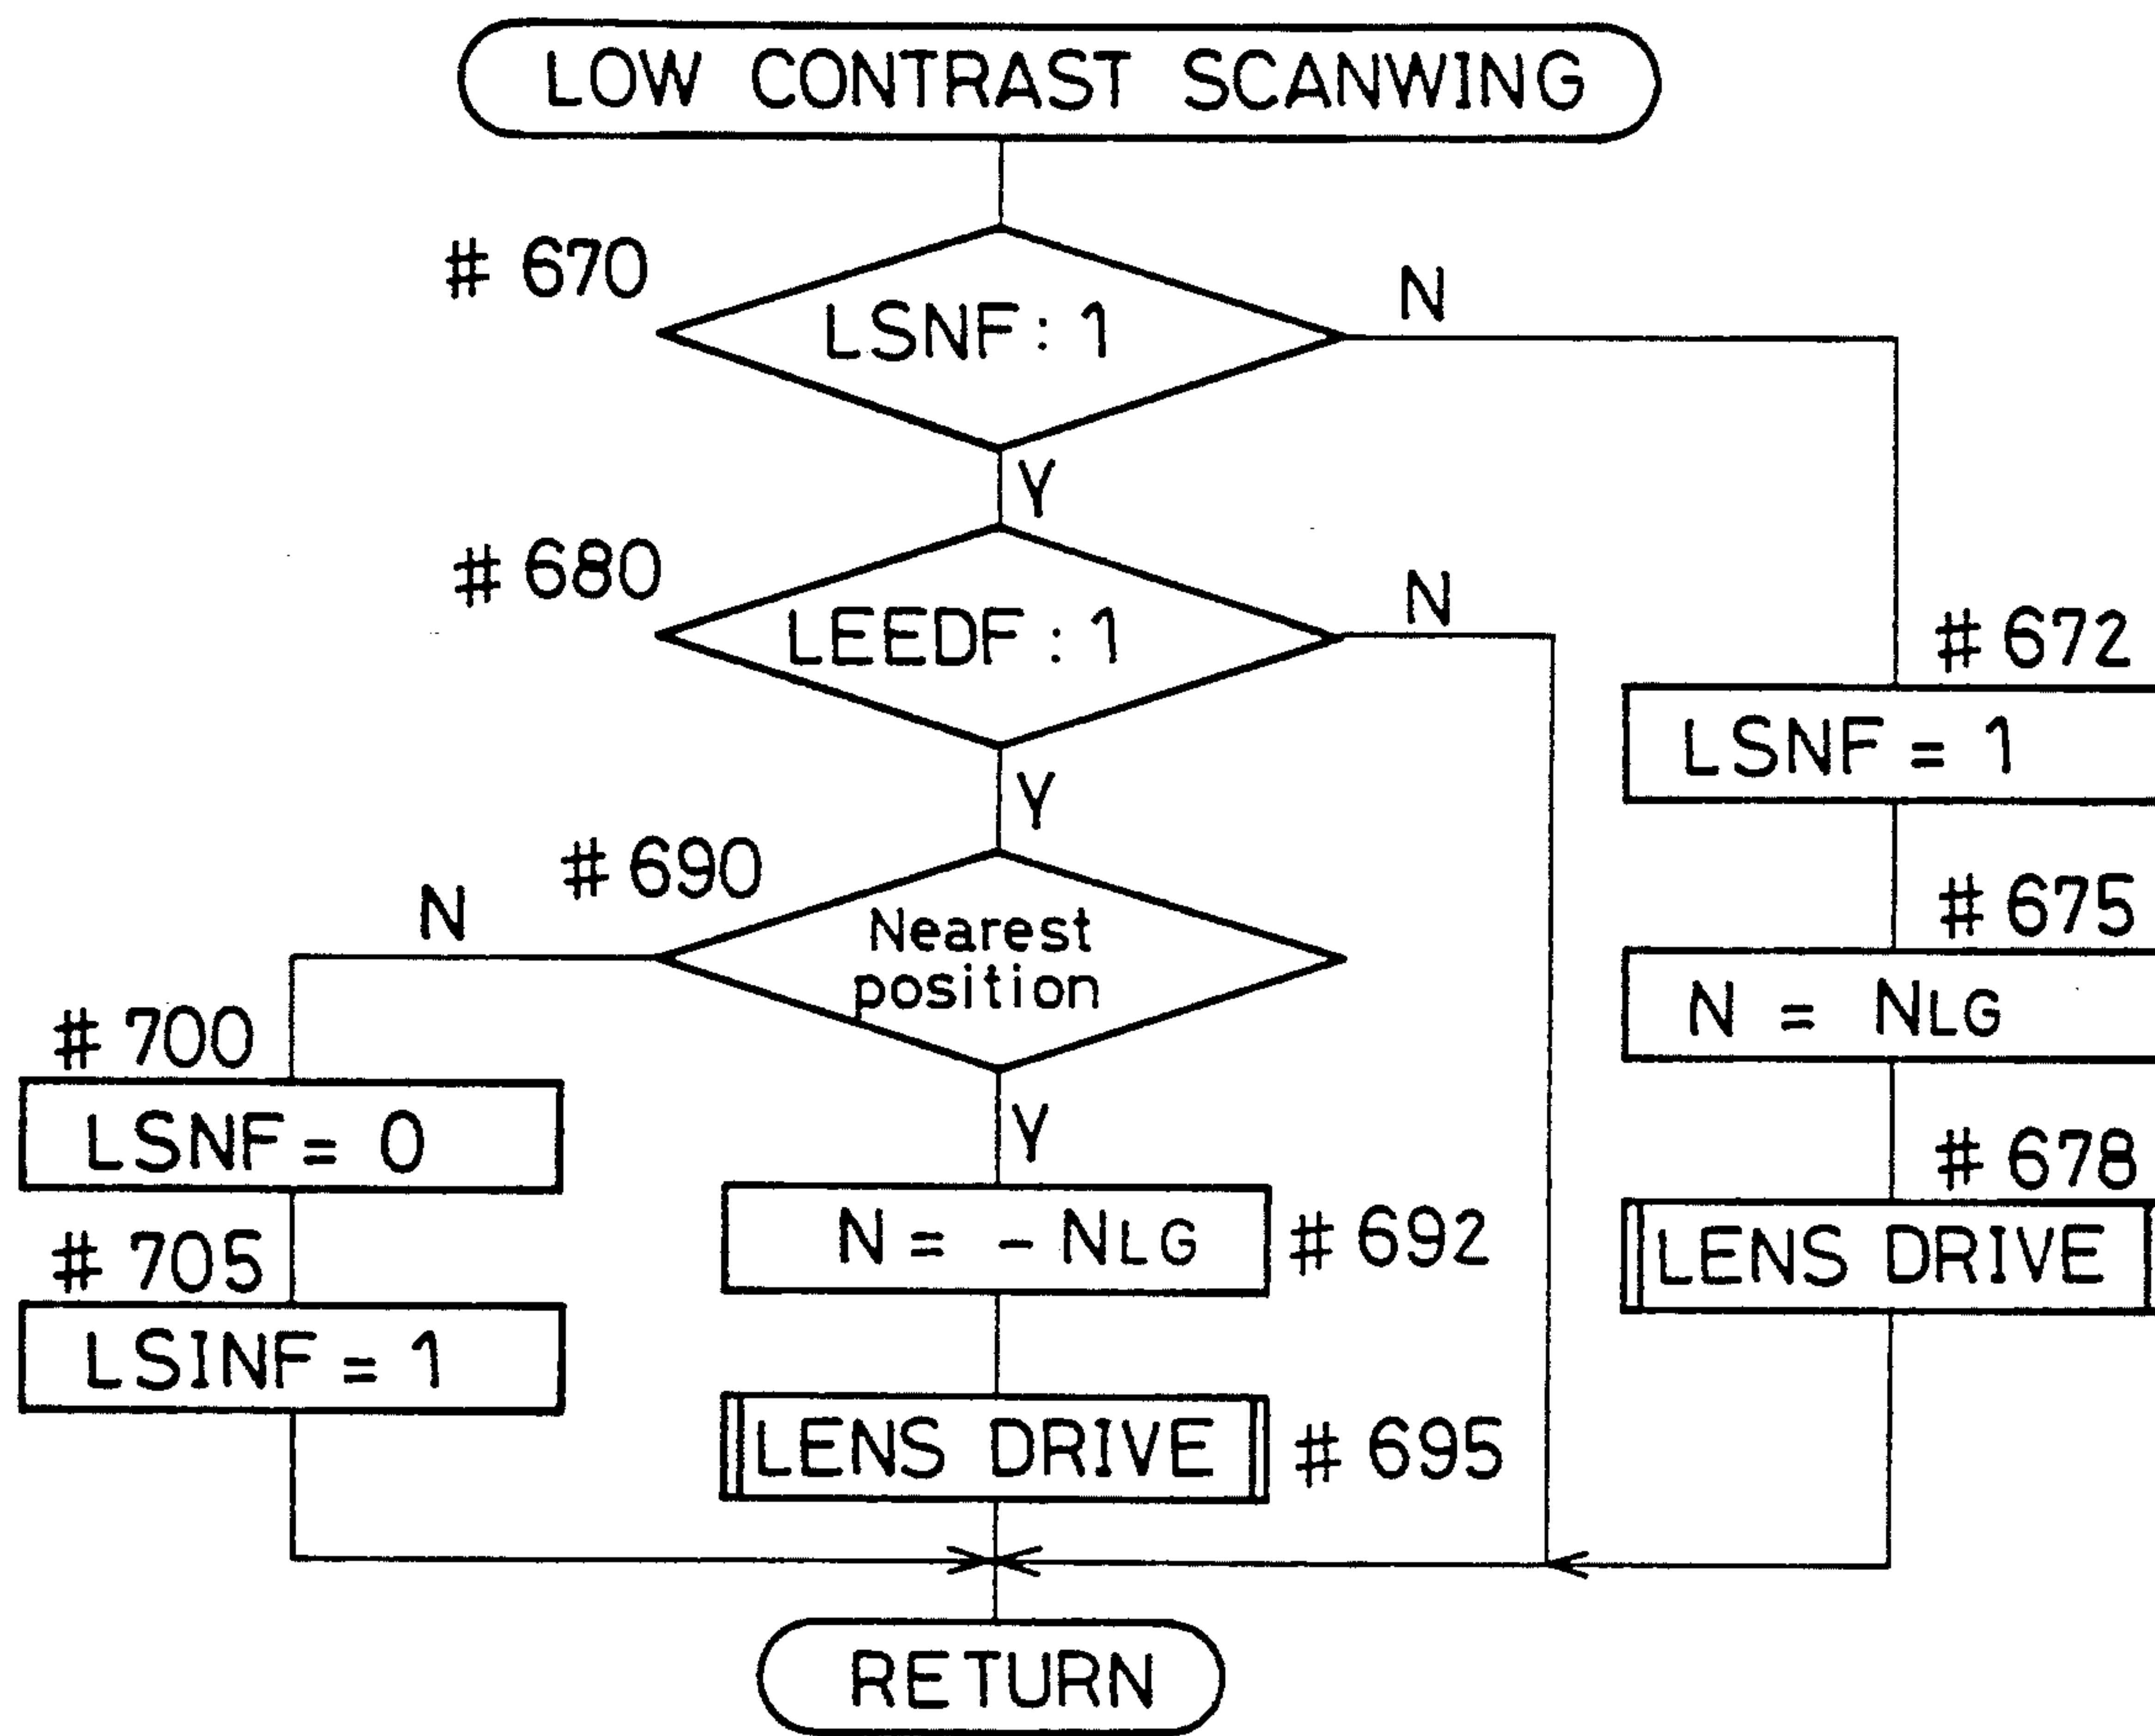 LOW CONTRAST SCANWING
# 670
LSNF : 1
N
Y
# 680
LEEDF : 1
N
Y
# 672
LSNF = 1
# 675
N = NLG
# 678
LENS DRIVE
# 690
N
Nearest
position
Y
# 700
LSNF = 0
# 705
LSINF = 1
N = - NLG
# 692
LENS DRIVE
# 695
RETURN